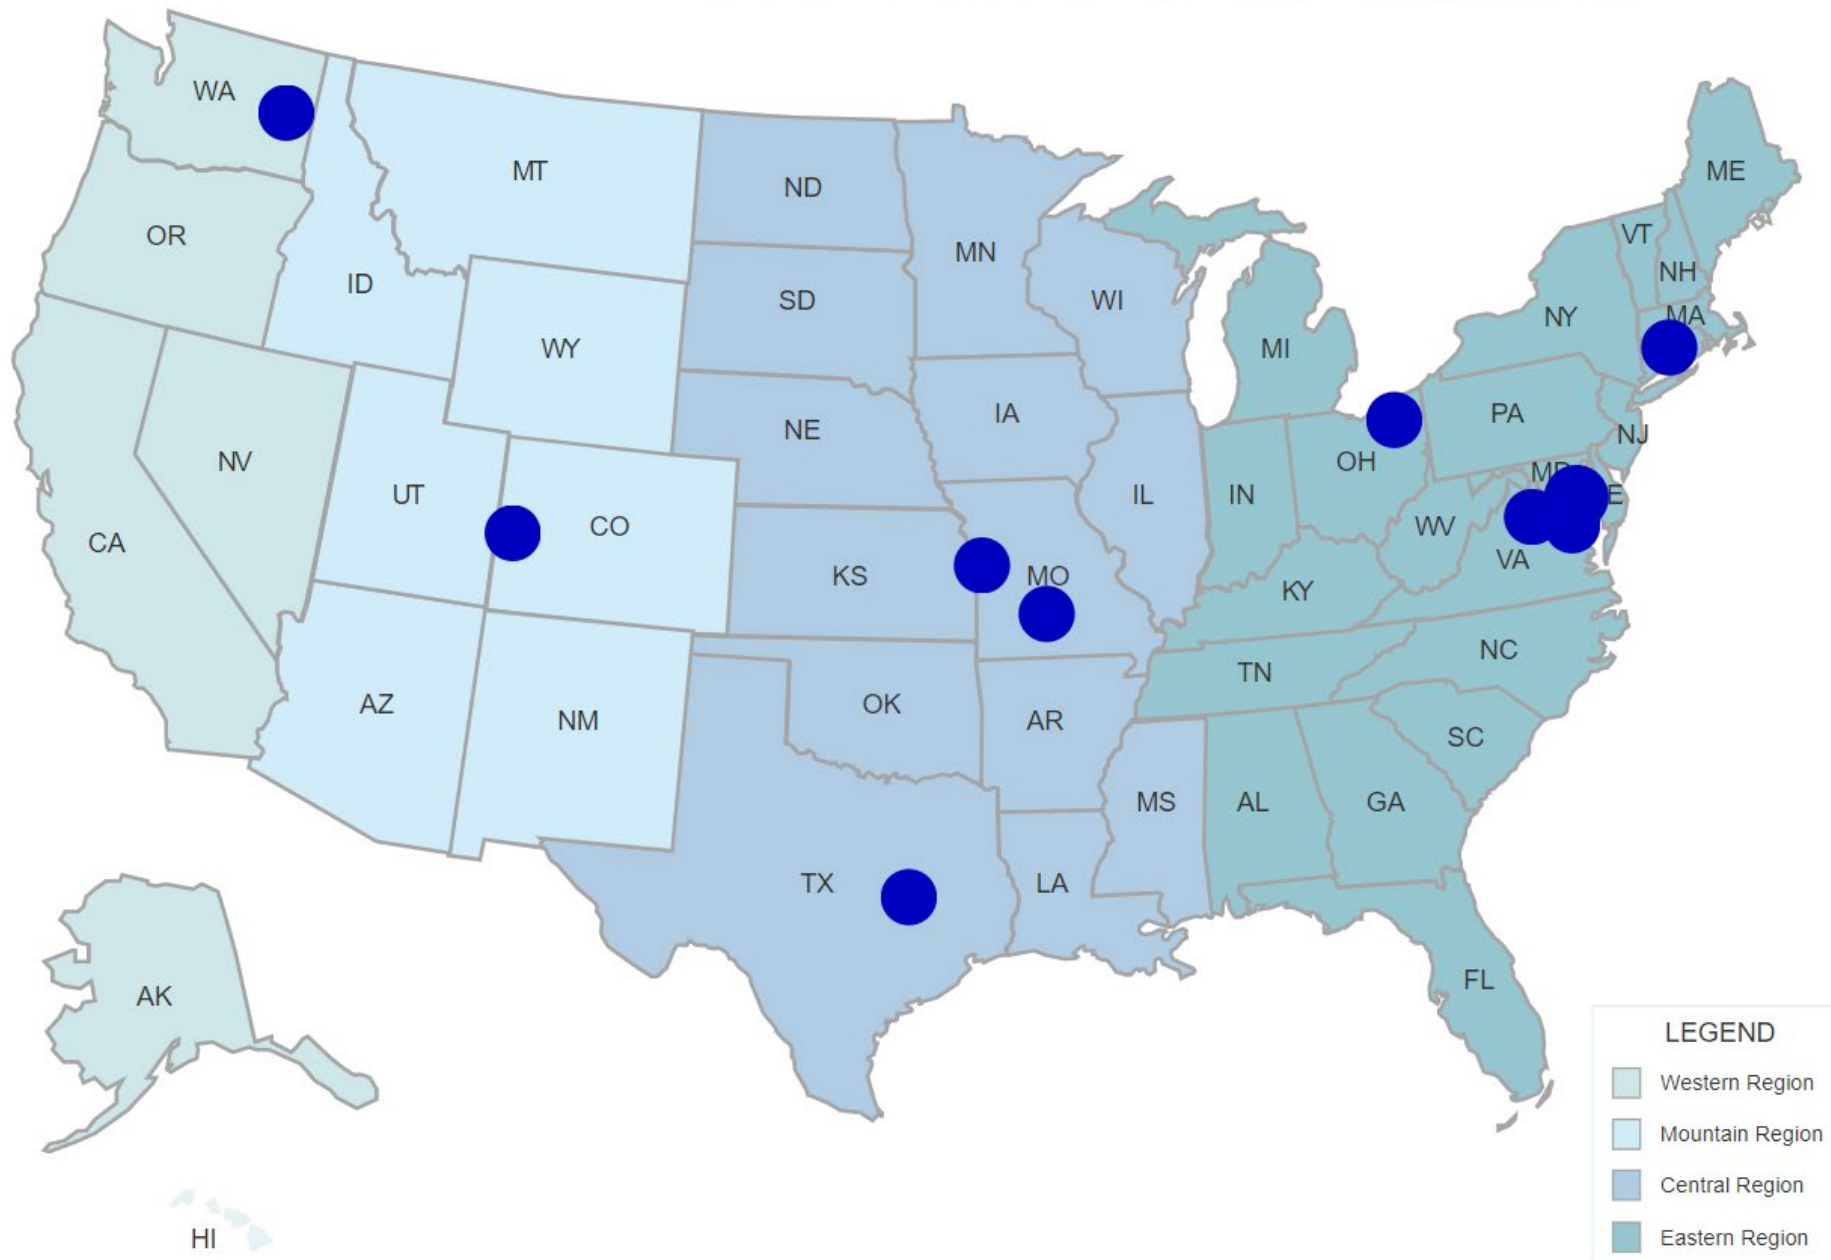 WA
MT
ND
ME
OR
ID
MN
VT
NH
SD
WI
NY
MA
WY
MI
IA
PA
NE
NJ
NV
UT
CO
OH
IN
IL
WV
CA
KS
MO
VA
KY
AZ
NM
OK
AR
TN
NC
SC
MS
AL
GA
TX
LA
FL
AK
HI
LEGEND
Western Region
Mountain Region
Central Region
Eastern Region